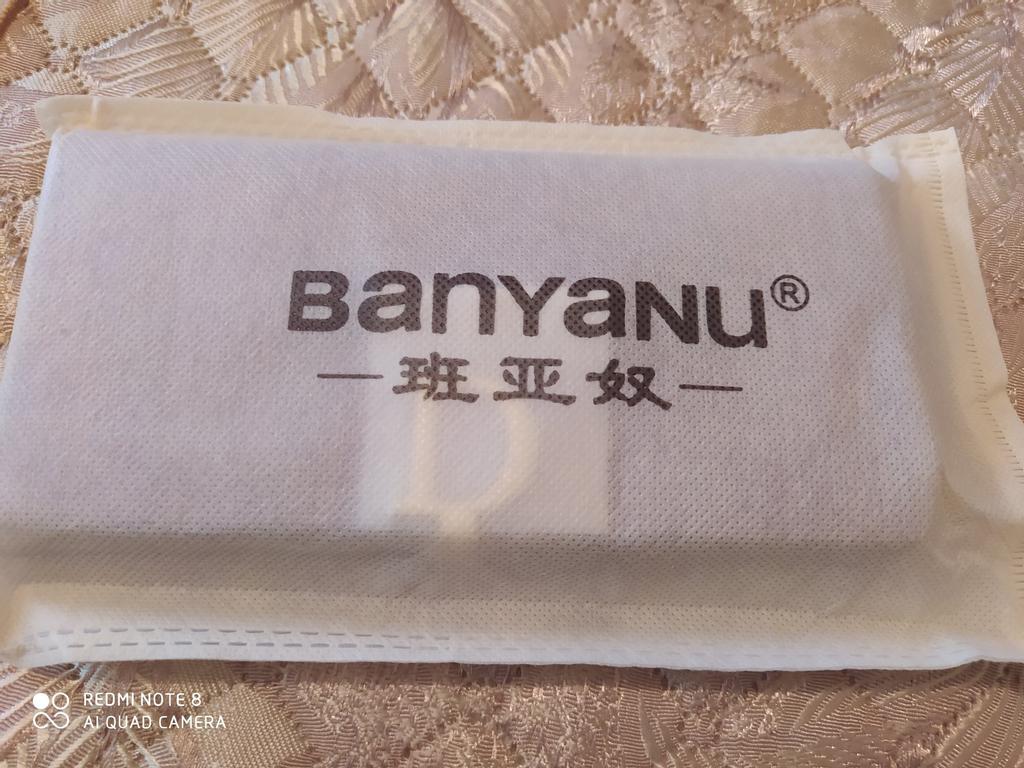 BanYaNU®
—班亚奴—
D
REDMI NOTE 8
AI QUAD CAMERA